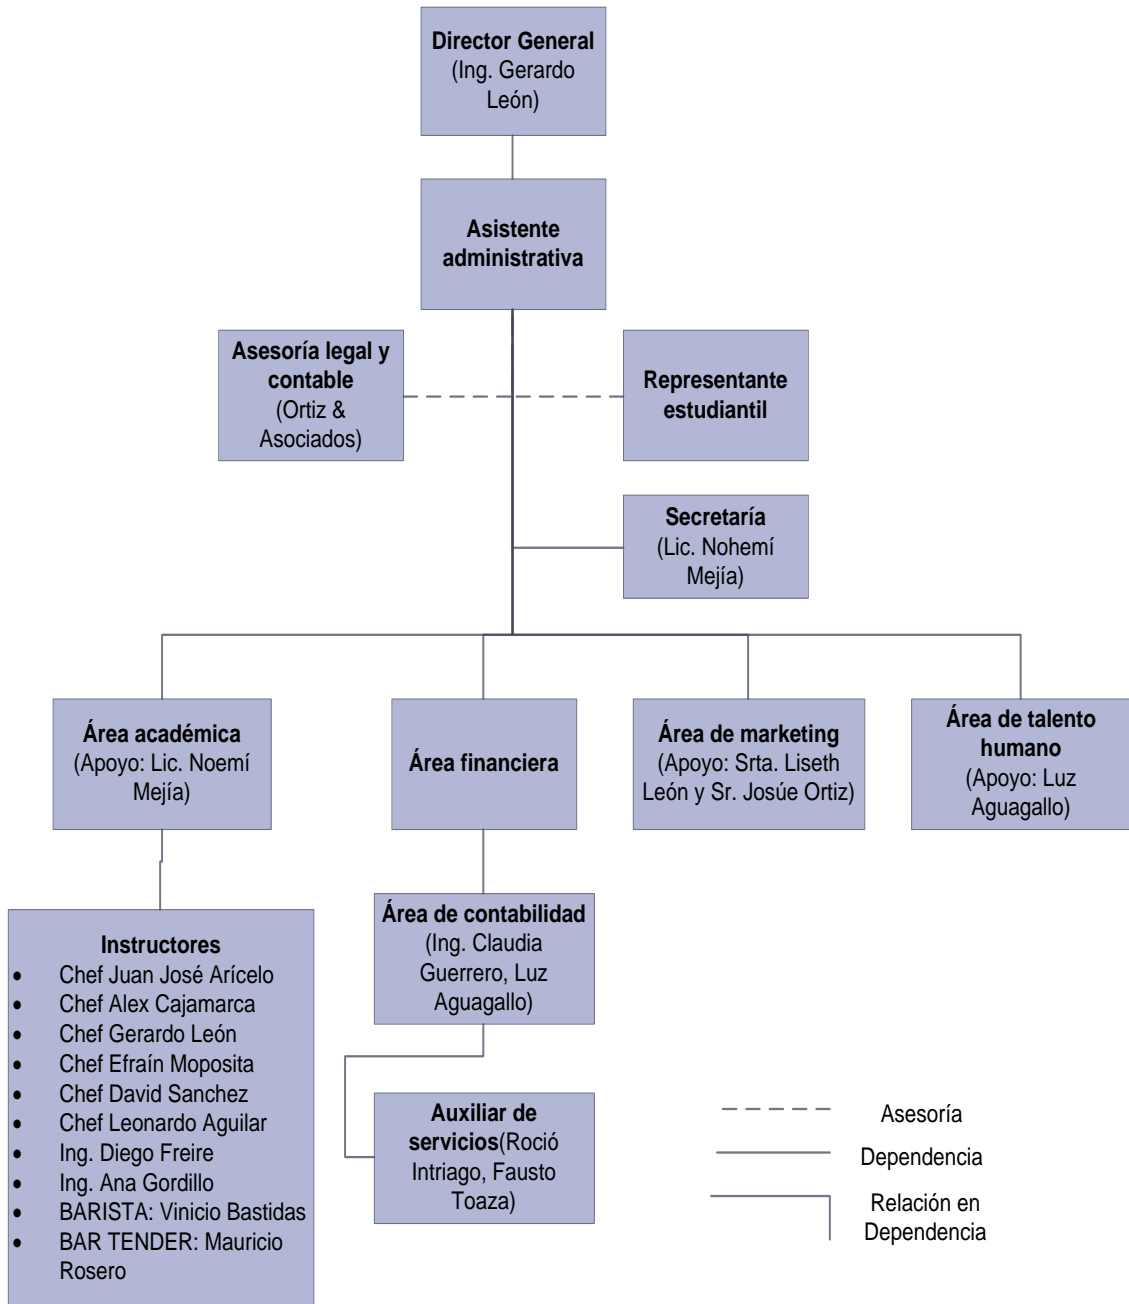 Director General
(Ing. Gerardo
León)
Asistente
administrativa
Asesoría legal y
contable
(Ortiz &
Asociados)
Representante
estudiantil
Secretaría
(Lic. Nohemí
Mejía)
Área académica
(Apoyo: Lic. Noemí
Mejía)
Área financiera
Área de marketing
(Apoyo: Srta. Liseth
León y Sr. Josúe Ortiz)
Área de talento
humano
(Apoyo: Luz
Aguagallo)
Instructores
• Chef Juan José Arícelo
• Chef Alex Cajamarca
• Chef Gerardo León
• Chef Efraín Moposita
• Chef David Sanchez
• Chef Leonardo Aguilar
• Ing. Diego Freire
• Ing. Ana Gordillo
• BARISTA: Vinicio Bastidas
• BAR TENDER: Mauricio
Rosero
Área de contabilidad
(Ing. Claudia
Guerrero, Luz
Aguagallo)
Auxiliar de
servicios(Roció
Intriago, Fausto
Toaza)
Asesoría
Dependencia
Relación en
Dependencia